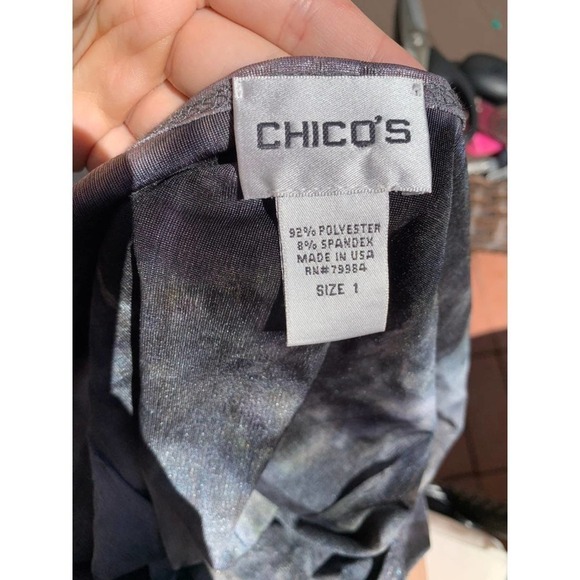 CHICO'S
92% POLYESTER
8% SPANDEX
MADE IN USA
RN#79984
SIZE 1